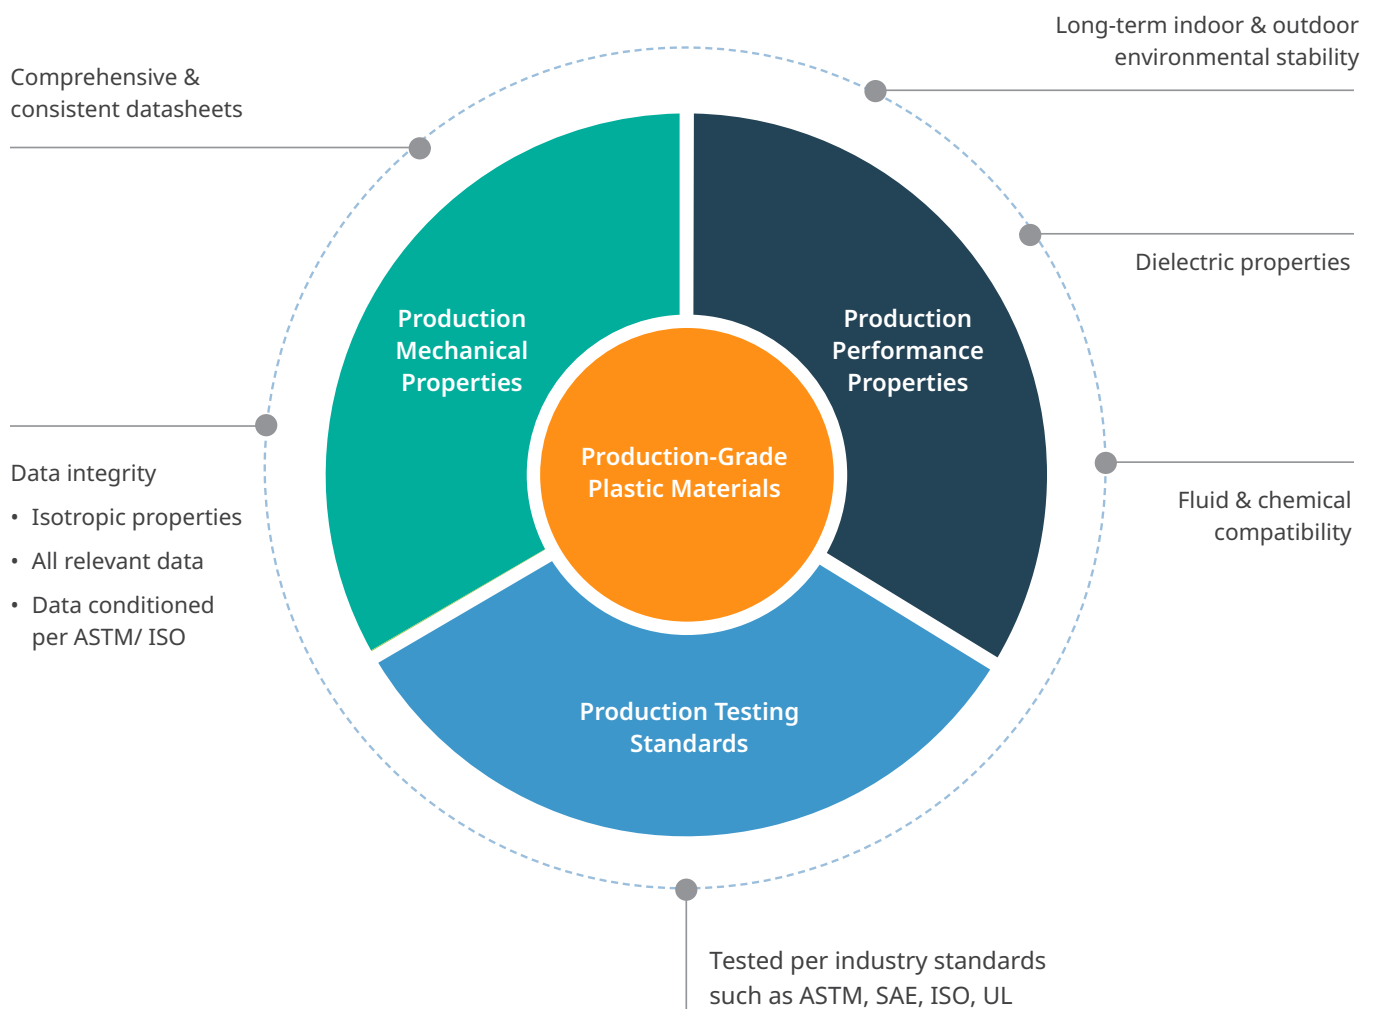 Long-term indoor & outdoor
environmental stability
Comprehensive &
consistent datasheets
Dielectric properties
Production
Mechanical
Properties
Production
Performance
Properties
Production-Grade
Plastic Materials
Data integrity
• Isotropic properties
• All relevant data
• Data conditioned
per ASTM/ ISO
Fluid & chemical
compatibility
Production Testing
Standards
Tested per industry standards
such as ASTM, SAE, ISO, UL